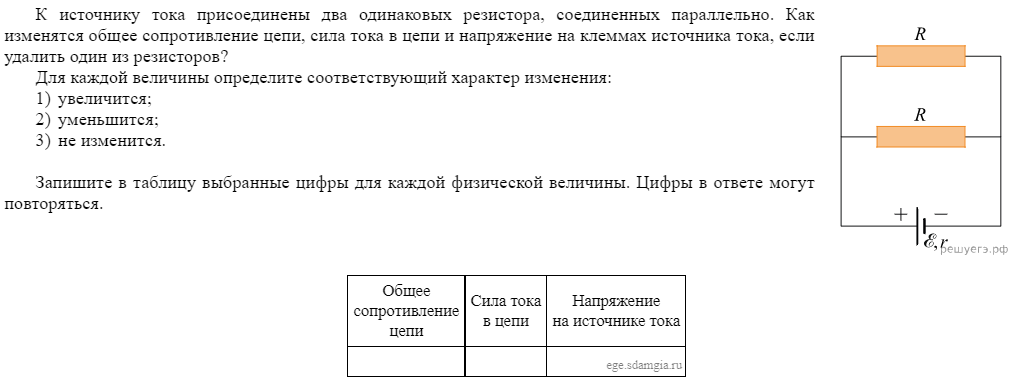 К источнику тока присоединены два одинаковых резистора, соединенных параллельно. Как
изменятся общее сопротивление цепи, сила тока в цепи и напряжение на клеммах источника тока, если
удалить один из резисторов?
Для каждой величины определите соответствующий характер изменения:
1) увеличится;
2) уменьшится;
3) не изменится.
Запишите в таблицу выбранные цифры для каждой физической величины. Цифры в ответе могут
повторяться.
R
R
+ −
ℰ, r
решуегэ.рф
Общее
сопротивление
цепи
Сила тока
в цепи
Напряжение
на источнике тока
ege.sdamgia.ru